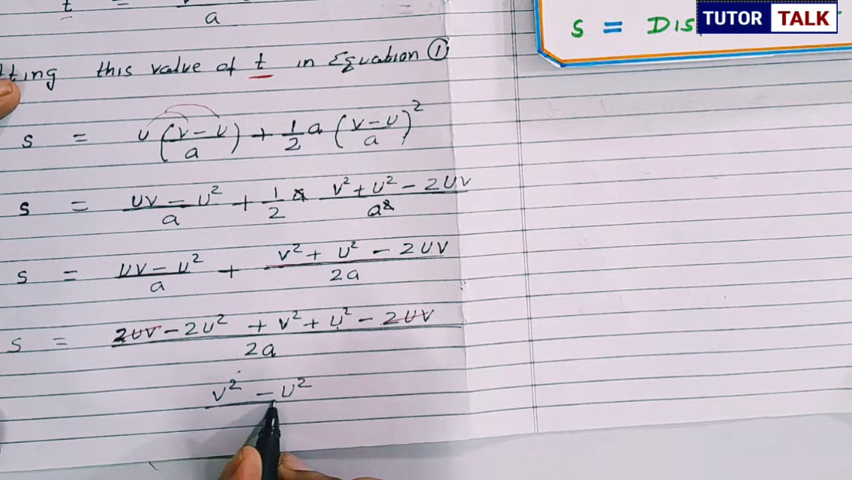 t = a
S = DIS
TUTOR TALK
tting this value of t in Equation ①
s = u (v-u / a) + 1/2 a (v-u / a)²
s = uv - u² / a + 1/2 a v² + u² - 2uv / a²
s = uv - u² / a + v² + u² - 2uv / 2a
s = 2uv - 2u² + v² + u² - 2uv / 2a
v² - u²